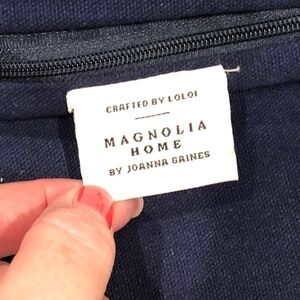 CRAFTED BY LOLOI
MAGNOLIA
HOME
BY JOANNA GAINES